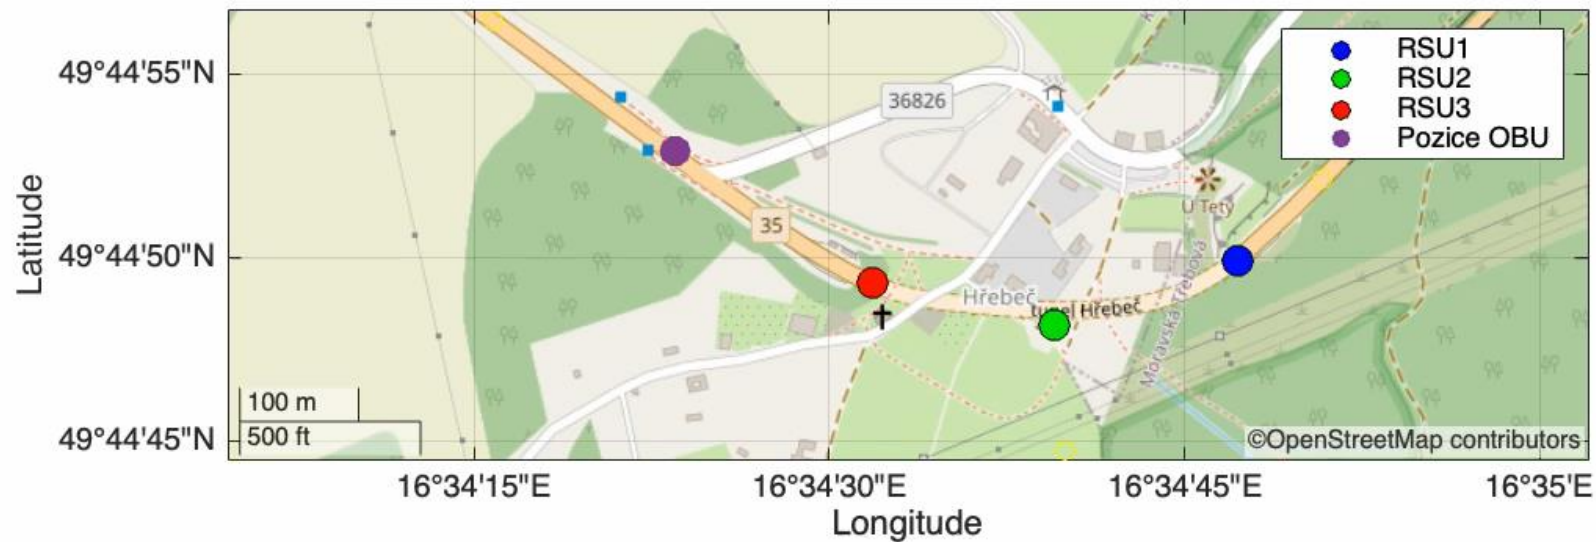 49°44'55"N
49°44'50"N
49°44'45"N
Latitude
36826
35
U Tety
Hřebeč
tunel Hřebeč
Moravská Třebová
RSU1
RSU2
RSU3
Pozice OBU
100 m
500 ft
©OpenStreetMap contributors
16°34'15"E
16°34'30"E
16°34'45"E
16°35'E
Longitude